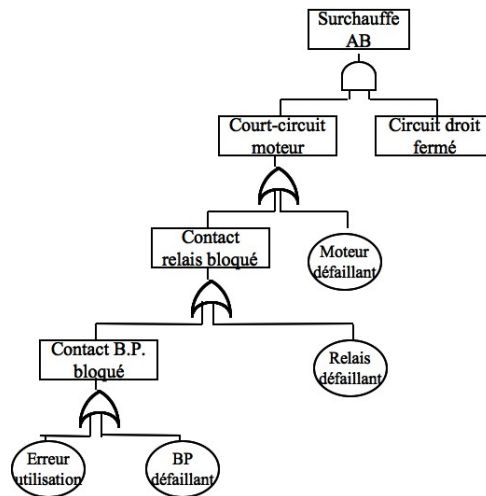 Surchauffe
AB
Court-circuit
moteur
Circuit droit
fermé
Contact
relais bloqué
Moteur
défaillant
Contact B.P.
bloqué
Relais
défaillant
Erreur
utilisation
BP
défaillant